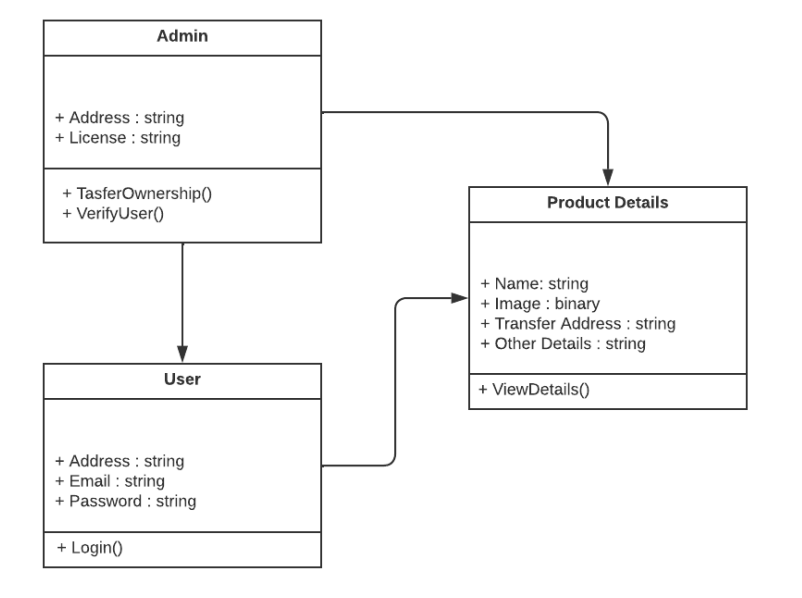 Admin
+ Address : string
+ License : string
+ TasferOwnership()
+ VerifyUser()
Product Details
+ Name: string
+ Image : binary
+ Transfer Address : string
+ Other Details : string
+ ViewDetails()
User
+ Address : string
+ Email : string
+ Password : string
+ Login()